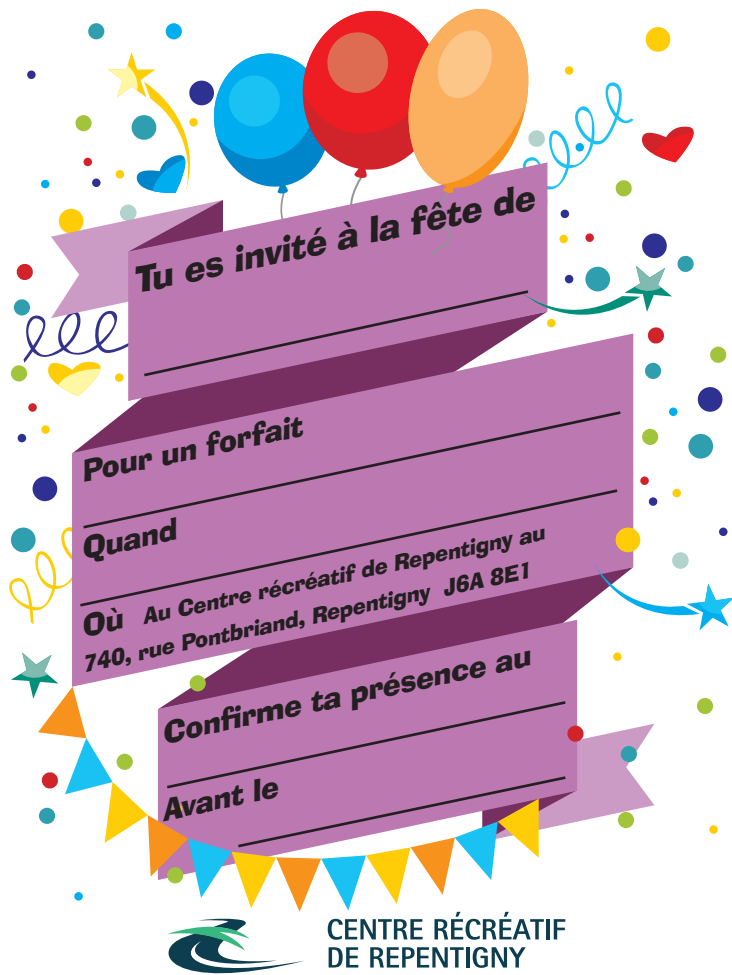 Tu es invité à la fête de
Pour un forfait
Quand
Où Au Centre récréatif de Repentigny au
740, rue Pontbriand, Repentigny J6A 8E1
Confirme ta présence au
Avant le
CENTRE RÉCRÉATIF
DE REPENTIGNY